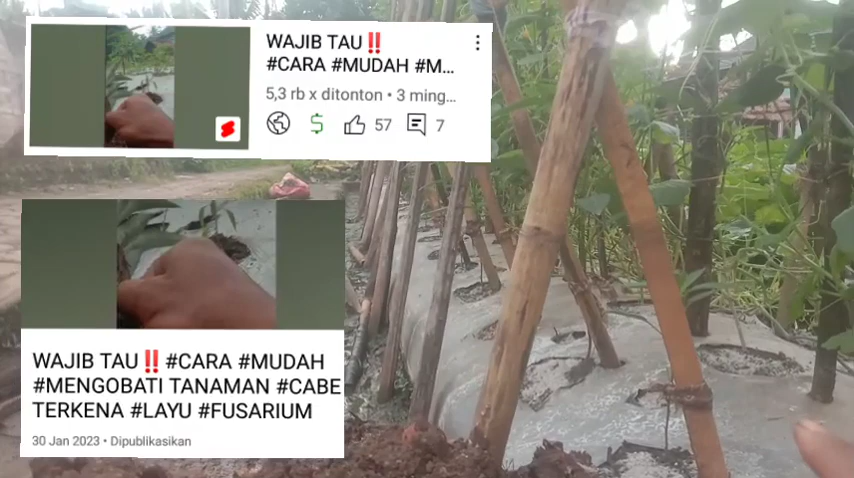 WAJIB TAU‼️
#CARA #MUDAH #M...
5,3 rb x ditonton • 3 ming...
57 7
WAJIB TAU‼️ #CARA #MUDAH
#MENGOBATI TANAMAN #CABE
TERKENA #LAYU #FUSARIUM
30 Jan 2023 • Dipublikasikan